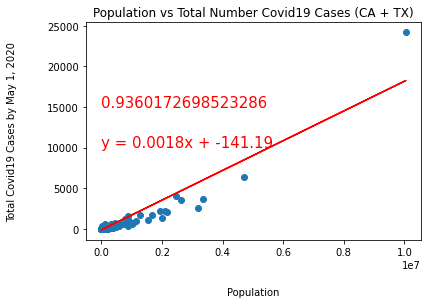 Population vs Total Number Covid19 Cases (CA + TX)
Total Covid19 Cases by May 1, 2020
25000
20000
15000
10000
5000
0
0.9360172698523286
y = 0.0018x + -141.19
0.0 0.2 0.4 0.6 0.8 1.0
1e7
Population